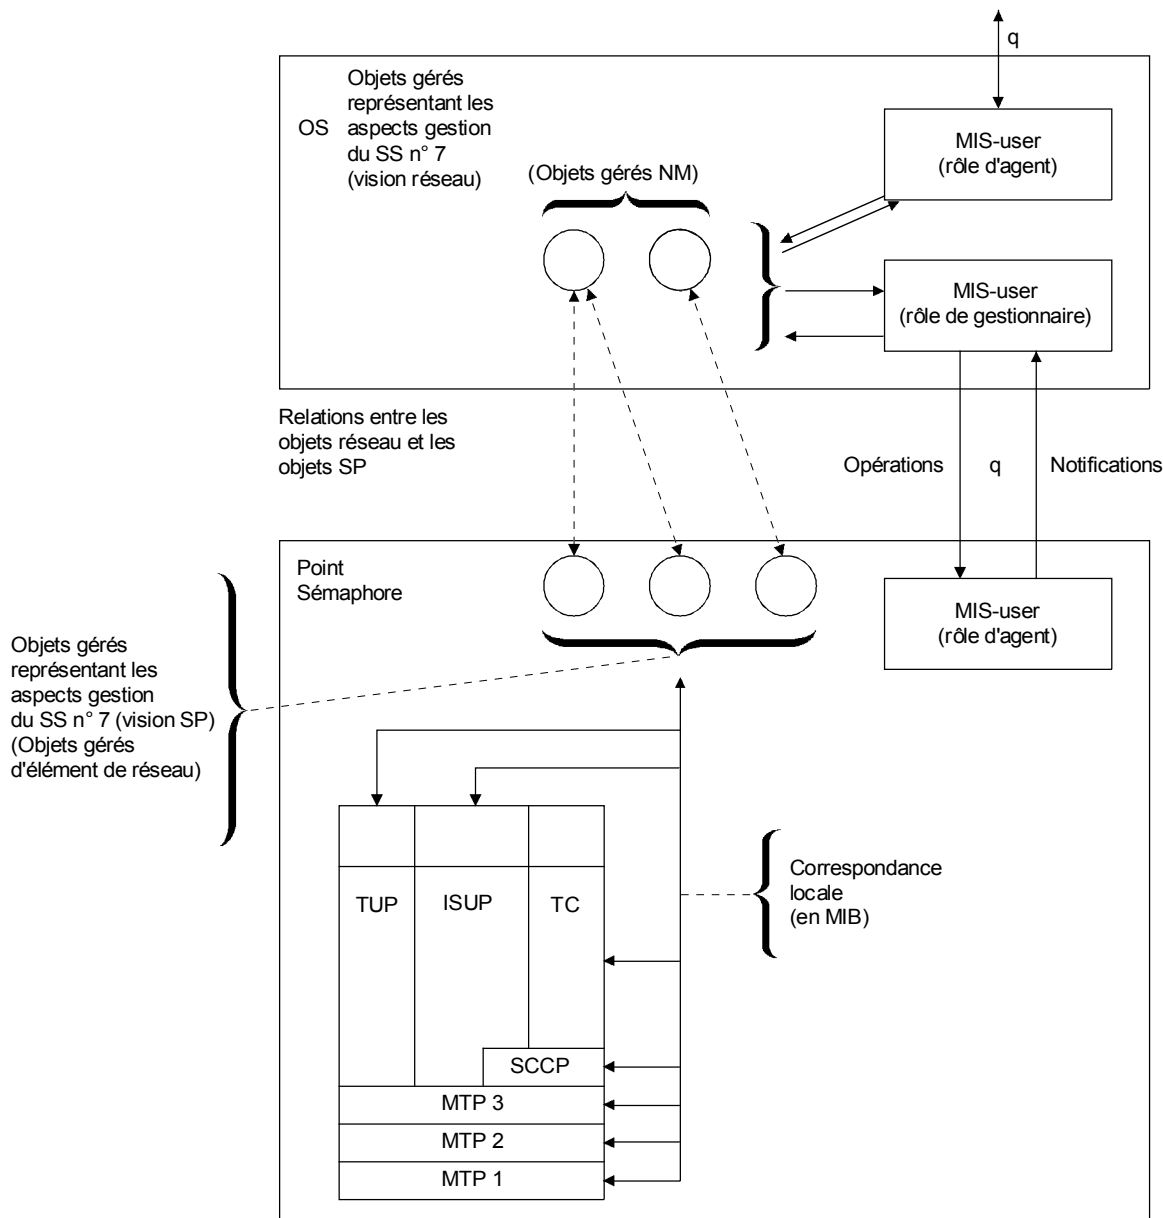 q
Objets gérés
représentant les
OS aspects gestion
du SS n° 7
(vision réseau)
(Objets gérés NM)
MIS-user
(rôle d'agent)
MIS-user
(rôle de gestionnaire)
Relations entre les
objets réseau et les
objets SP
Opérations q Notifications
Point
Sémaphore
MIS-user
(rôle d'agent)
Objets gérés
représentant les
aspects gestion
du SS n° 7 (vision SP)
(Objets gérés
d'élément de réseau)
Correspondance
locale
(en MIB)
TUP ISUP TC
SCCP
MTP 3
MTP 2
MTP 1